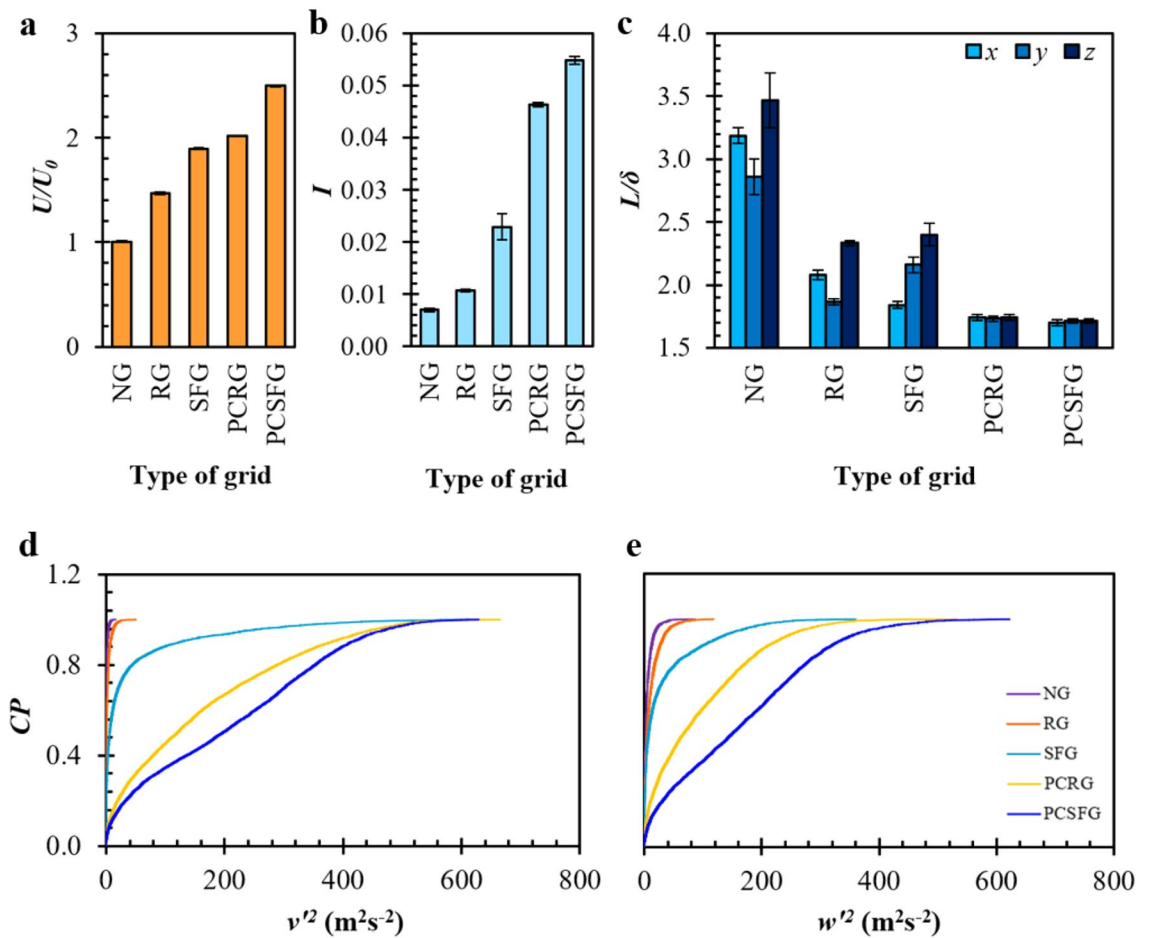 a
3
2
1
0
U/U₀
NG
RG
SFG
PCRG
PCSFG
Type of grid
b
0.06
0.05
0.04
0.03
0.02
0.01
0.00
I
NG
RG
SFG
PCRG
PCSFG
Type of grid
c
4.0
3.5
3.0
2.5
2.0
1.5
L/δ
x y z
NG
RG
SFG
PCRG
PCSFG
Type of grid
d
1.2
0.8
0.4
0.0
CP
0 200 400 600 800
v'² (m²s⁻²)
e
NG
RG
SFG
PCRG
PCSFG
0 200 400 600 800
w'² (m²s⁻²)